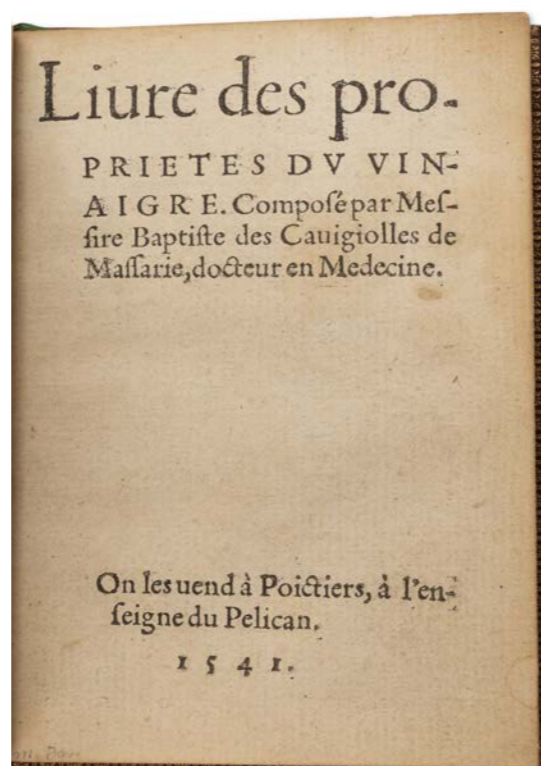 Liure des pro-
PRIETES DV VIN-
AIGRE. Compoſé par Meſ-
ſire Baptiſte des Cauigiolles de
Maſſarie, docteur en Medecine.
On les uend à Poictiers, à l'en-
ſeigne du Pelican.
1541.